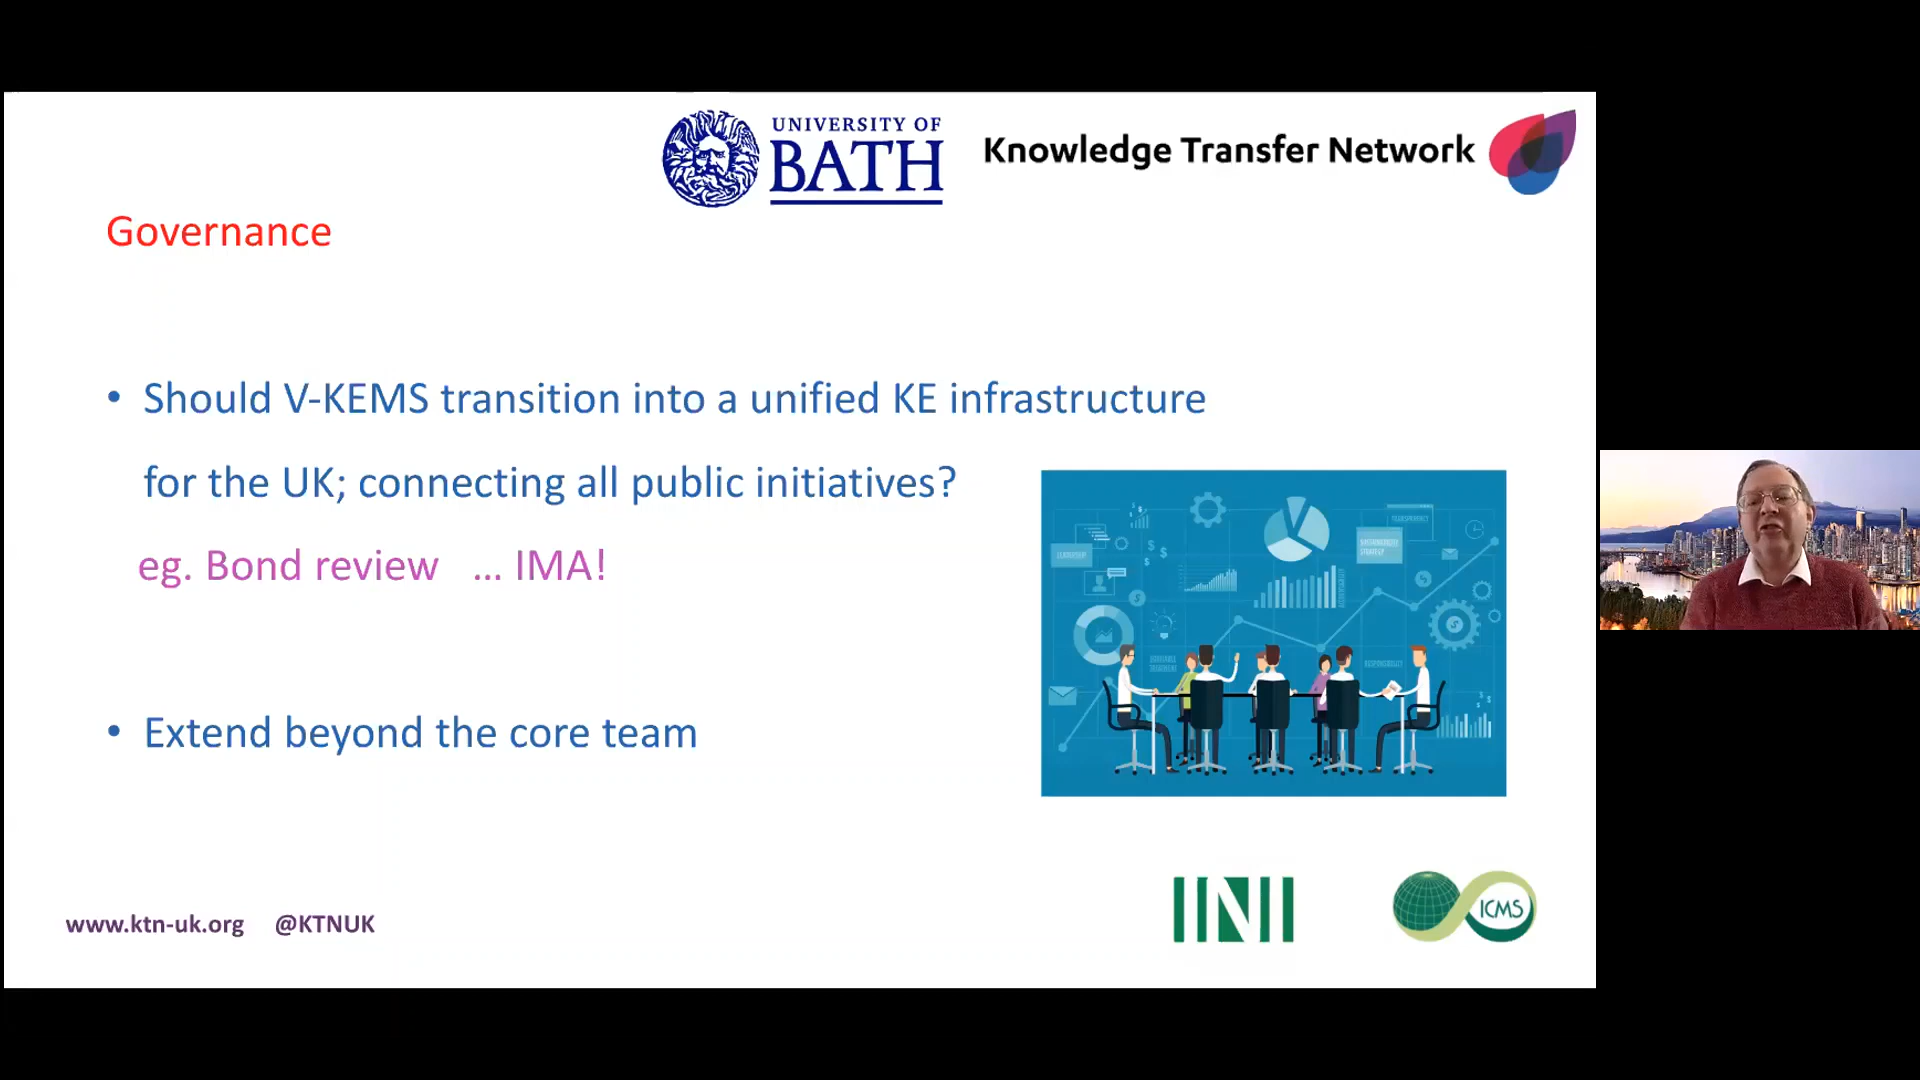 UNIVERSITY OF
BATH
Knowledge Transfer Network
Governance
• Should V-KEMS transition into a unified KE infrastructure
for the UK; connecting all public initiatives?
eg. Bond review ... IMA!
• Extend beyond the core team
INI
ICMS
www.ktn-uk.org @KTNUK